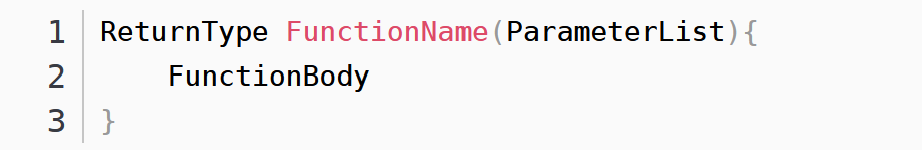 1 ReturnType FunctionName(ParameterList){
2     FunctionBody
3 }